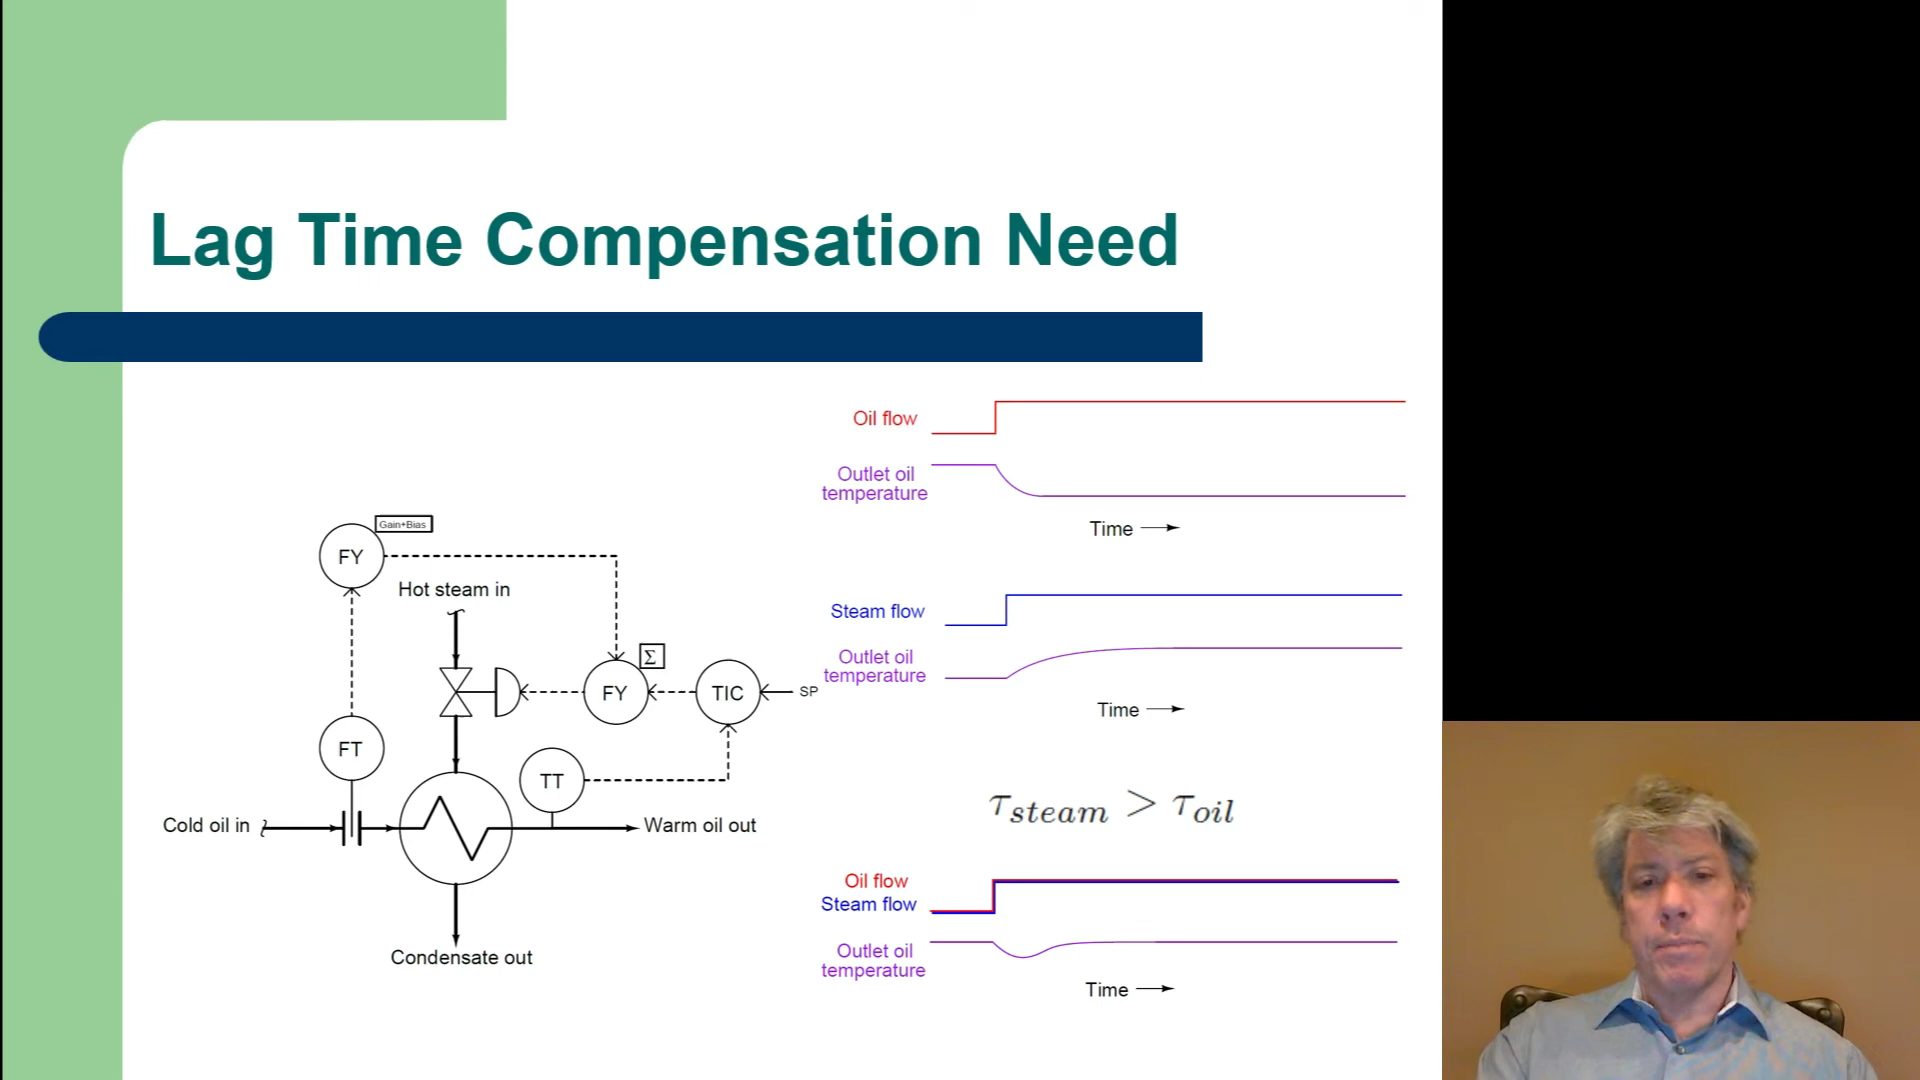 Lag Time Compensation Need
Oil flow
Outlet oil
temperature
Time
Gain+Bias
FY
Hot steam in
Steam flow
Σ
Outlet oil
temperature
FY
TIC
SP
Time
FT
TT
τsteam > τoil
Cold oil in
Warm oil out
Oil flow
Steam flow
Outlet oil
temperature
Condensate out
Time